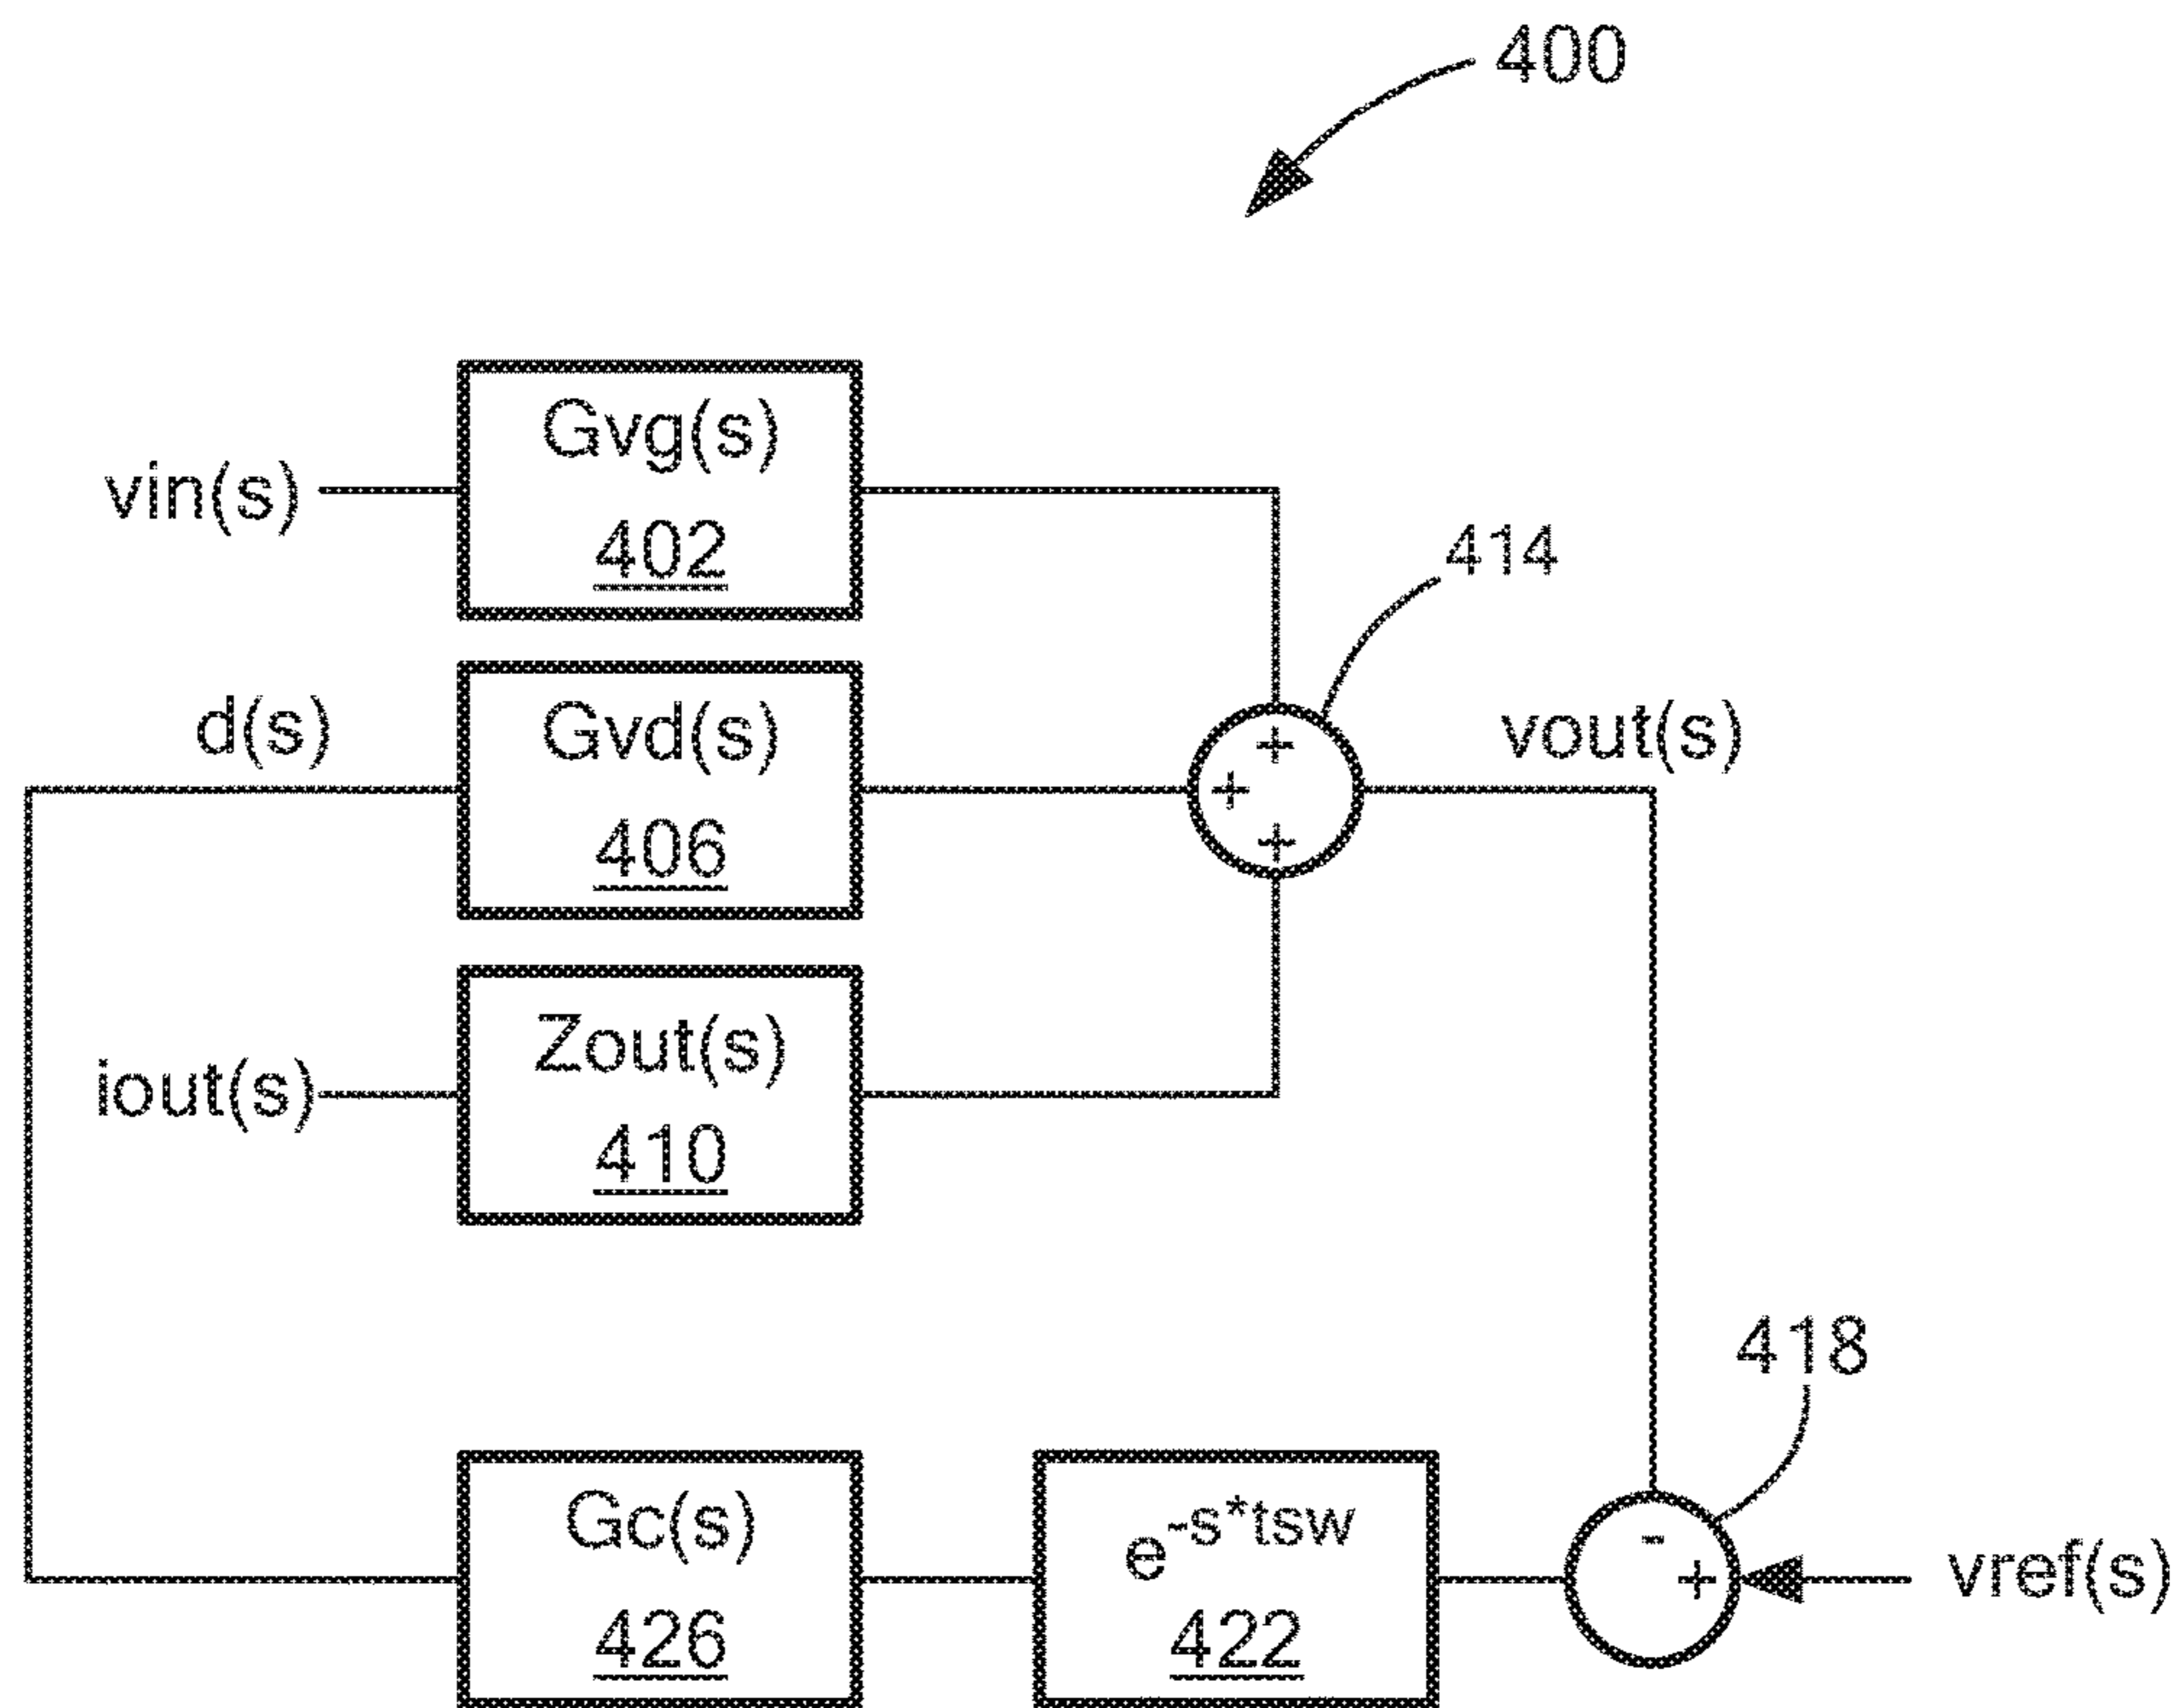 400
Gvg(s)
vin(s)
402
414
d(s)
Gvd(s)
vout(s)
+
+
+
406
Zout(s)
iout(s)
410
418
Gc(s)
e-s*tsw
-
+
vref(s)
426
422